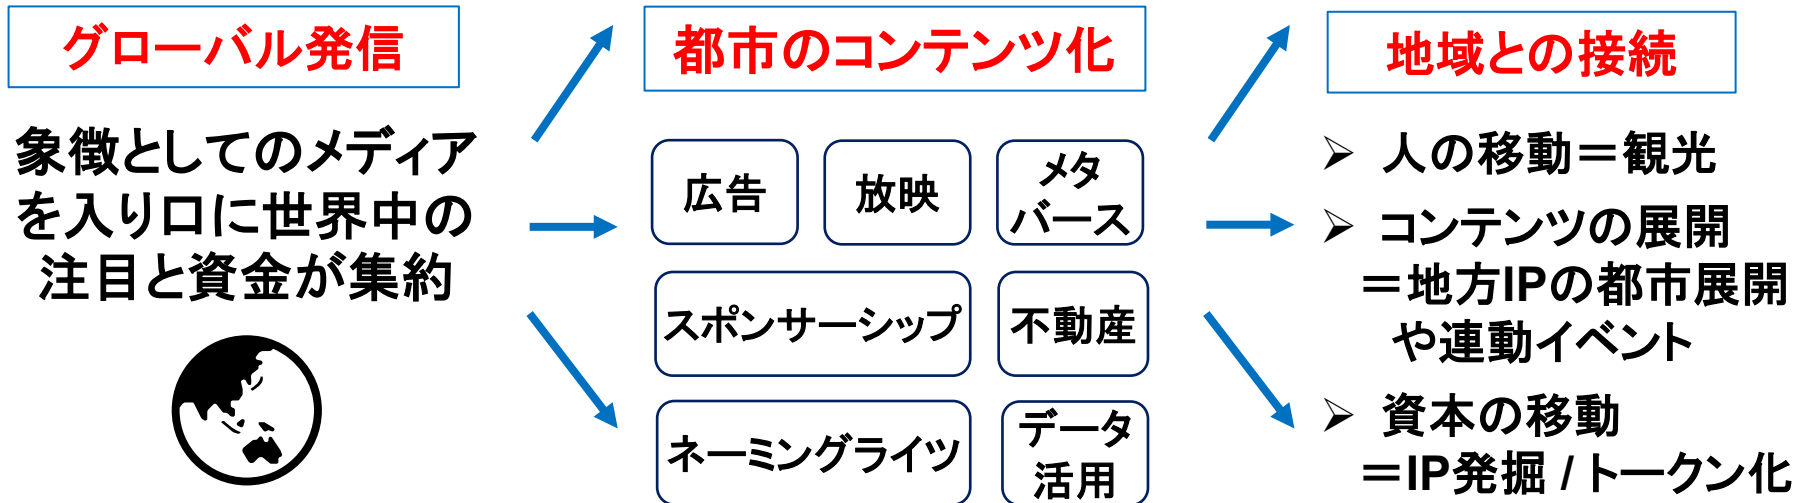 グローバル発信
象徴としてのメディア
を入り口に世界中の
注目と資金が集約
都市のコンテンツ化
広告
放映
メタ
バース
スポンサーシップ
不動産
ネーミングライツ
データ
活用
地域との接続
➢ 人の移動＝観光
➢ コンテンツの展開
＝地方IPの都市展開
や連動イベント
➢ 資本の移動
＝IP発掘 / トークン化